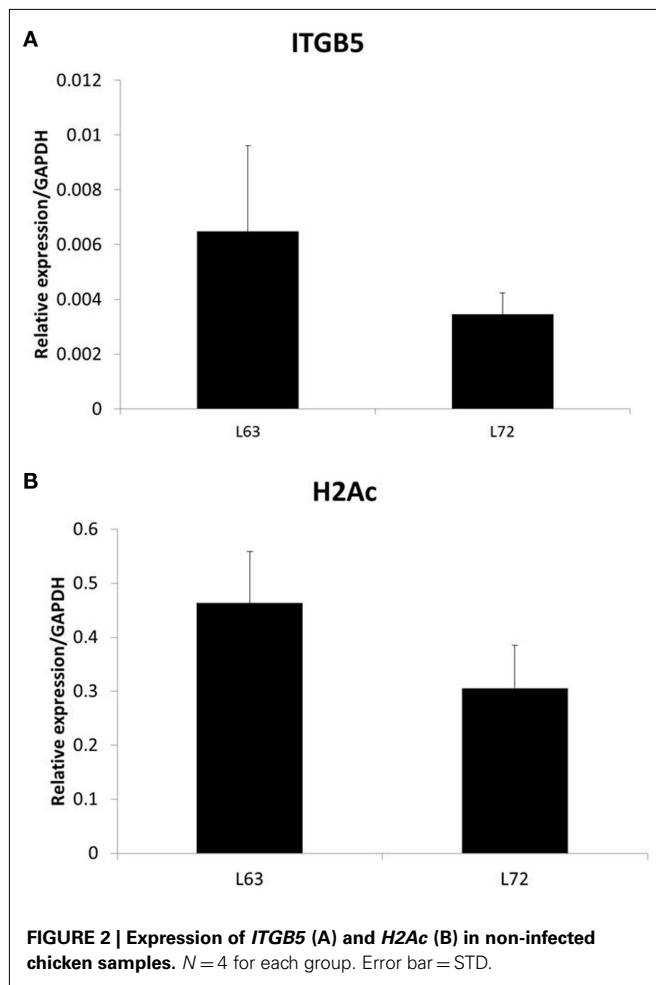 A
ITGB5
Relative expression/GAPDH
0.012
0.01
0.008
0.006
0.004
0.002
0
L63
L72
B
H2Ac
Relative expression/GAPDH
0.6
0.5
0.4
0.3
0.2
0.1
0
L63
L72
FIGURE 2 | Expression of ITGB5 (A) and H2Ac (B) in non-infected
chicken samples. N = 4 for each group. Error bar = STD.